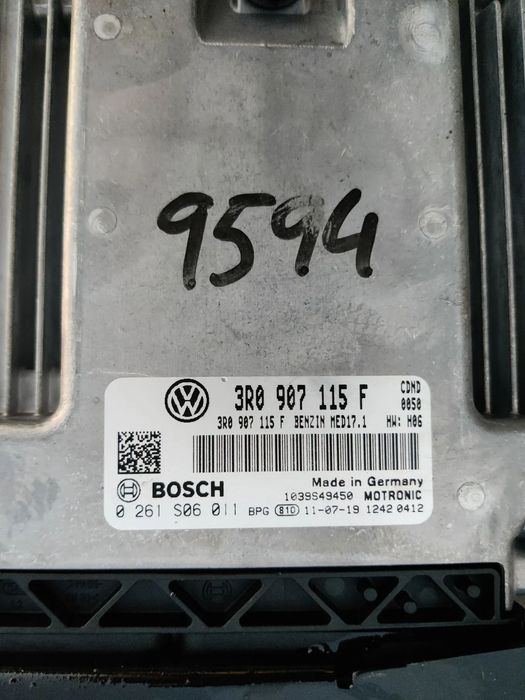 9594
3R0 907 115 F CDND
3R0 907 115 F BENZIN MED17.1 0050
HW: H06
Made in Germany
BOSCH 1039S49450 MOTRONIC
0 261 S06 011 BPG 810 11-07-19 1242 0412